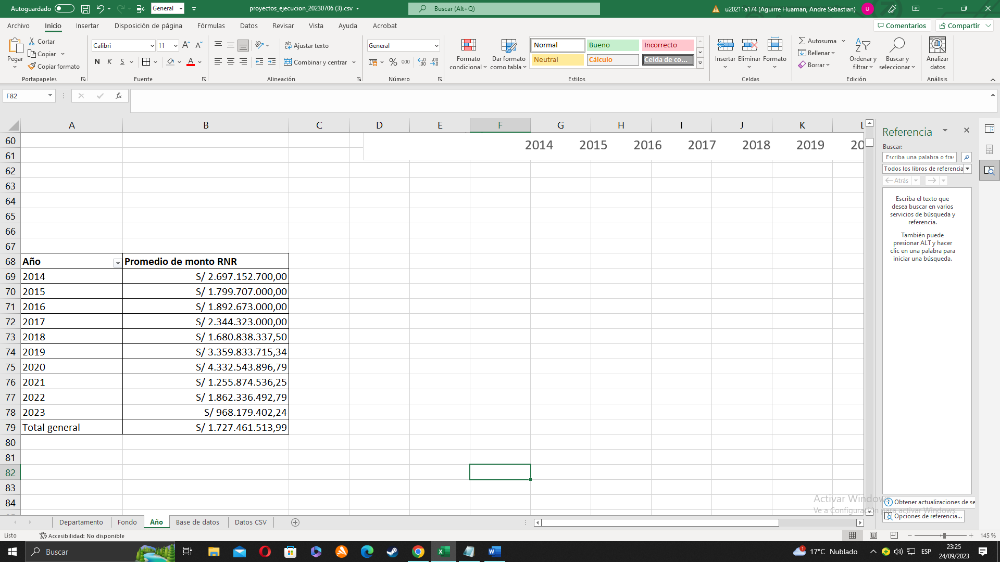 Autoguardado
General
proyectos_ejecucion_20230706 (3).csv
Buscar (Alt+Q)
u20211a174 (Aguirre Huaman, Andre Sebastian)
U
Archivo
Inicio
Insertar
Disposición de página
Fórmulas
Datos
Revisar
Vista
Ayuda
Acrobat
Comentarios
Compartir
Pegar
Cortar
Copiar
Copiar formato
Portapapeles
Calibri
11
N K S
Fuente
Ajustar texto
Combinar y centrar
Alineación
General
% 000
Número
Formato condicional
Dar formato como tabla
Normal
Bueno
Incorrecto
Neutral
Cálculo
Celda de co...
Estilos
Insertar
Eliminar
Formato
Celdas
Autosuma
Rellenar
Borrar
Ordenar y filtrar
Buscar y seleccionar
Edición
Analizar datos
Análisis
F82
fx
A B C D E F G H I J K L
60
2014 2015 2016 2017 2018 2019 20
61
62
63
64
65
66
67
68 Año Promedio de monto RNR
69 2014 S/ 2.697.152.700,00
70 2015 S/ 1.799.707.000,00
71 2016 S/ 1.892.673.000,00
72 2017 S/ 2.344.323.000,00
73 2018 S/ 1.680.838.337,50
74 2019 S/ 3.359.833.715,34
75 2020 S/ 4.332.543.896,79
76 2021 S/ 1.255.874.536,25
77 2022 S/ 1.862.336.492,79
78 2023 S/ 968.179.402,24
79 Total general S/ 1.727.461.513,99
80
81
82
83
84
Referencia
Buscar:
Escriba una palabra o fra
Todos los libros de referencia
Atrás
Escriba el texto que
desea buscar en varios
servicios de búsqueda y
referencia.
También puede
presionar ALT y hacer
clic en una palabra para
iniciar una búsqueda.
Activar Windows
Ve a Configuración para activar Windows.
Obtener actualizaciones de se
Opciones de referencia...
Departamento
Fondo
Año
Base de datos
Datos CSV
Listo
Accesibilidad: No disponible
145 %
Buscar
1
17°C Nublado
ESP
23:25
24/09/2023